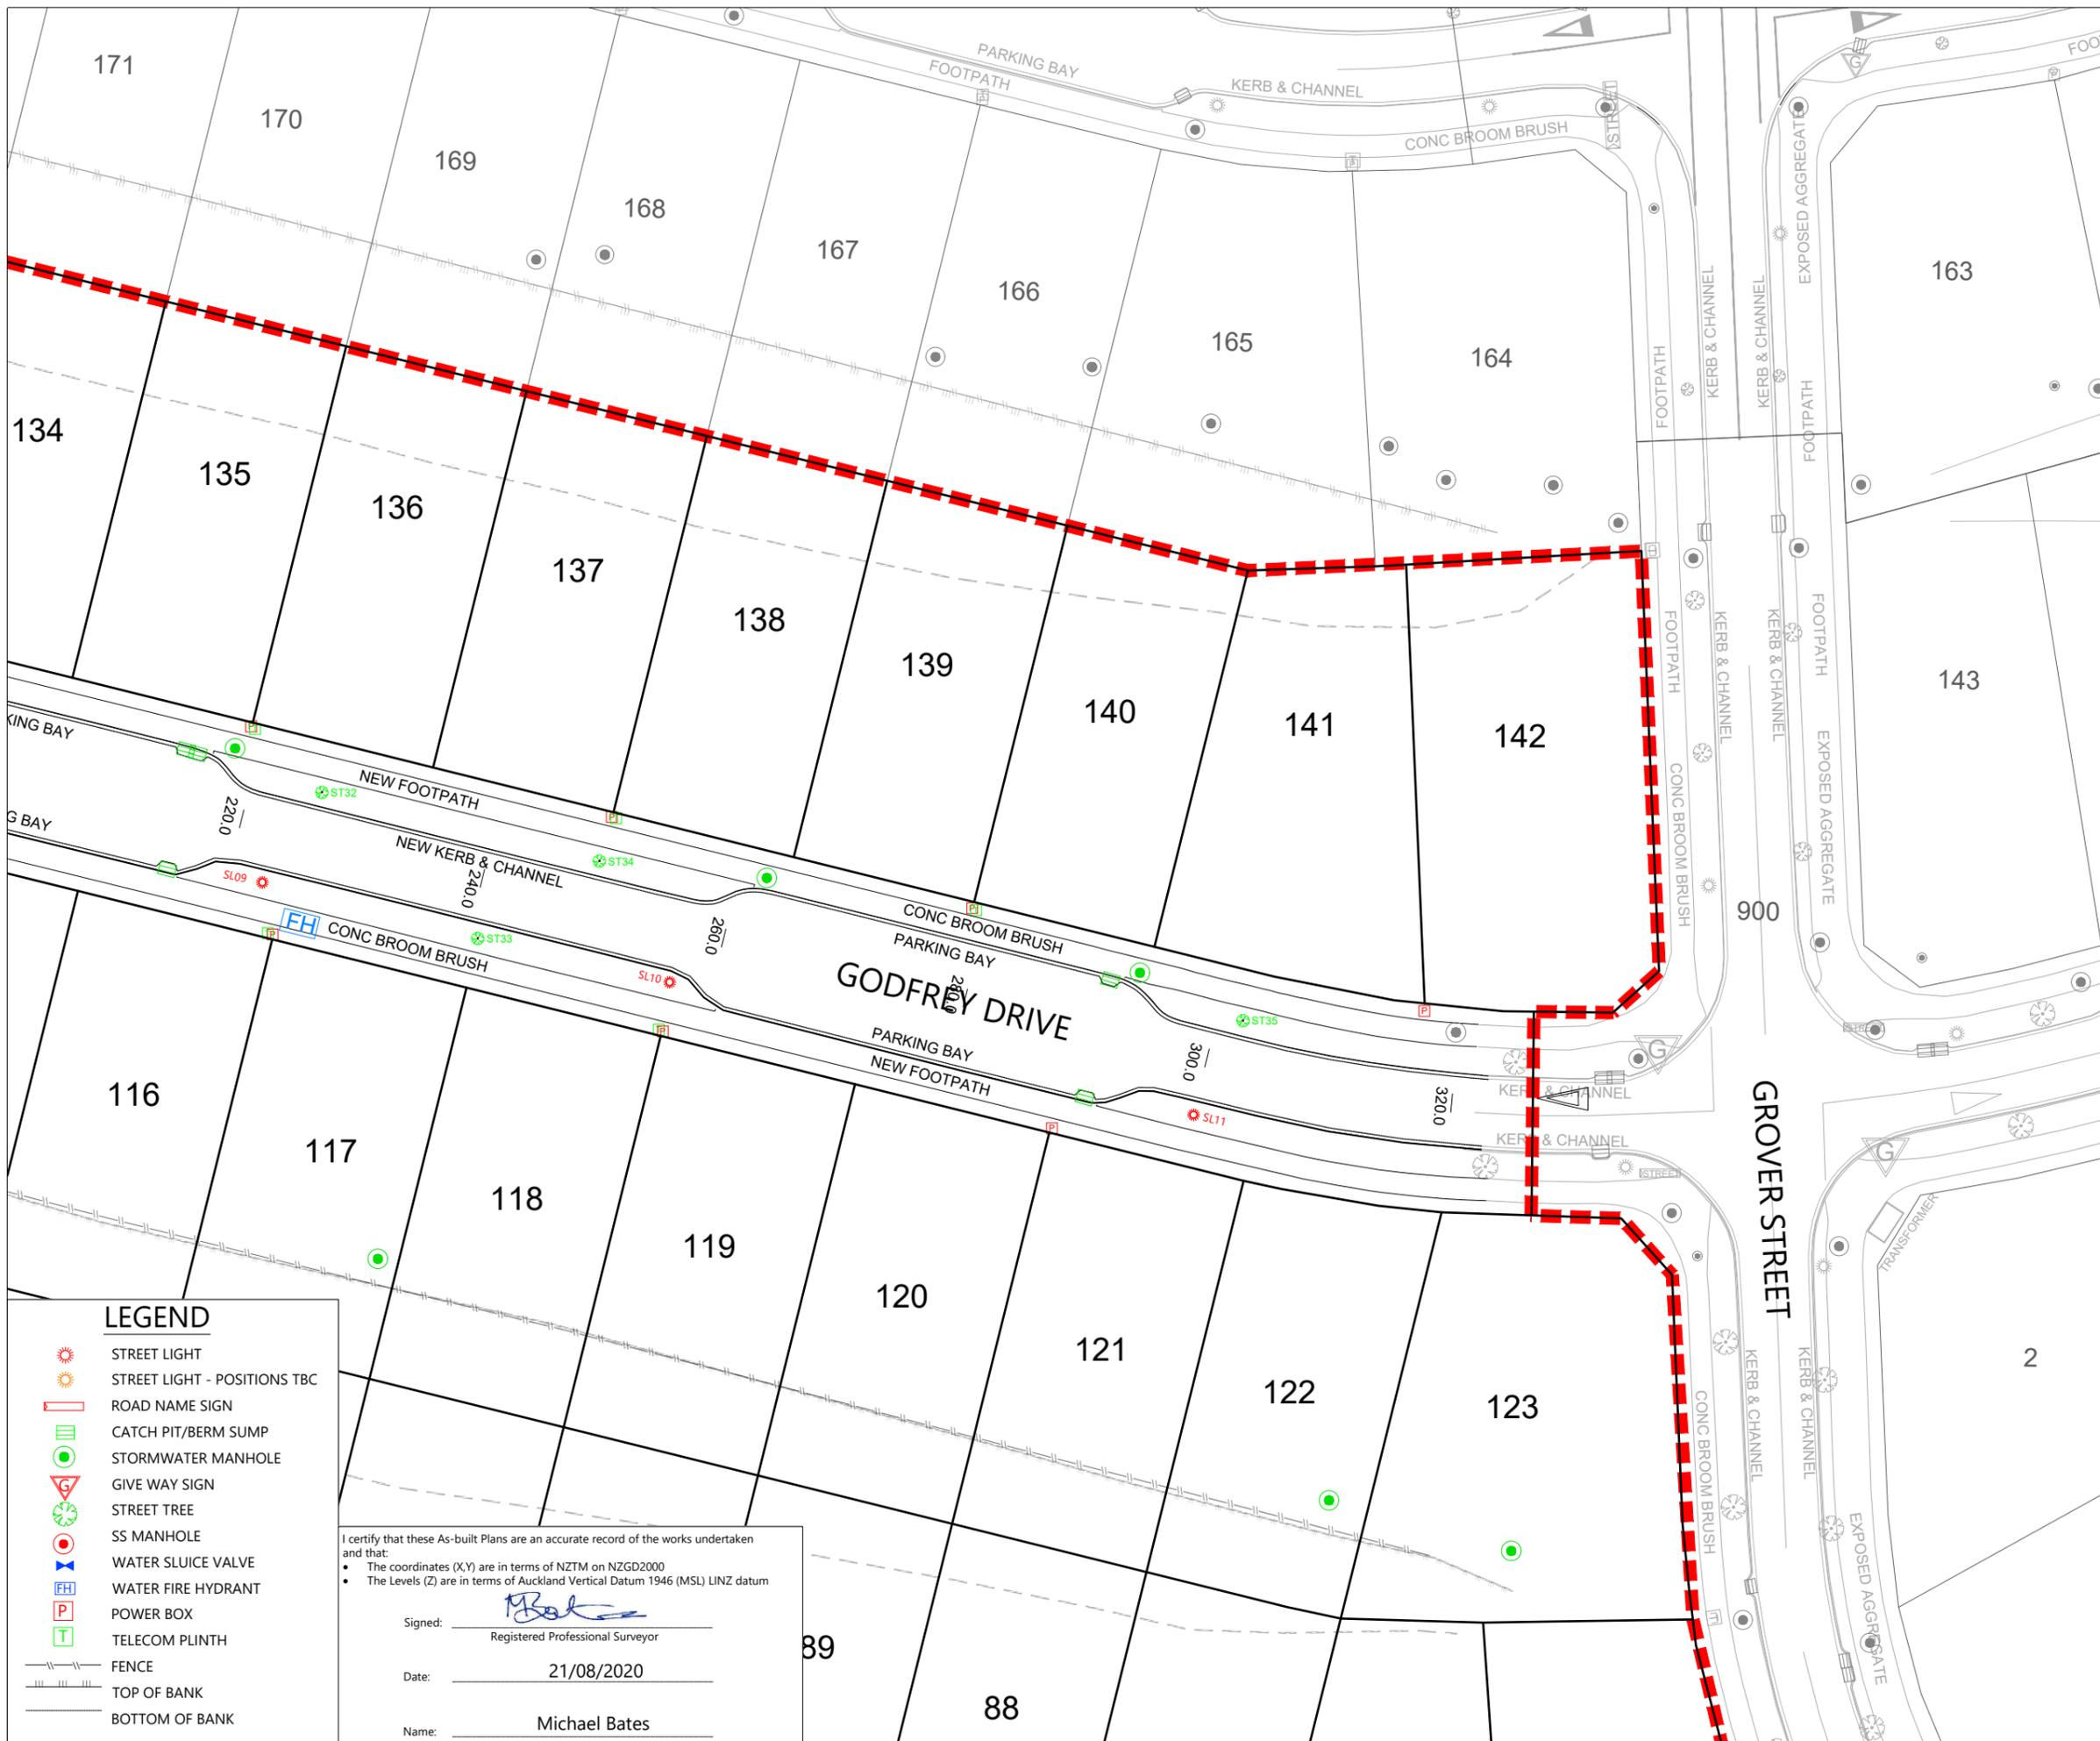 171
170
169
168
167
166
165
164
163
PARKING BAY
FOOTPATH
KERB & CHANNEL
CONC BROOM BRUSH
STREET
G
FOO
EXPOSED AGGREGATE
KERB & CHANNEL
KERB & CHANNEL
FOOTPATH
FOOTPATH
134
135
136
137
138
139
140
141
142
143
FOOTPATH
KERB & CHANNEL
KERB & CHANNEL
FOOTPATH
CONC BROOM BRUSH
EXPOSED AGGREGATE
900
KING BAY
G BAY
NEW FOOTPATH
ST32
220.0
NEW KERB & CHANNEL
ST34
240.0
SL09
FH
CONC BROOM BRUSH
ST33
SL10
260.0
CONC BROOM BRUSH
PARKING BAY
GODFREY DRIVE
280.0
PARKING BAY
NEW FOOTPATH
ST35
300.0
SL11
320.0
KERB & CHANNEL
KERB & CHANNEL
G
STREET
STREET
G
GROVER STREET
TRANSFORMER
116
117
118
119
120
121
122
123
2
KERB & CHANNEL
KERB & CHANNEL
CONC BROOM BRUSH
EXPOSED AGGREGATE
89
88
LEGEND
STREET LIGHT
STREET LIGHT - POSITIONS TBC
ROAD NAME SIGN
CATCH PIT/BERM SUMP
STORMWATER MANHOLE
G GIVE WAY SIGN
STREET TREE
SS MANHOLE
WATER SLUICE VALVE
FH WATER FIRE HYDRANT
P POWER BOX
T TELECOM PLINTH
FENCE
TOP OF BANK
BOTTOM OF BANK
I certify that these As-built Plans are an accurate record of the works undertaken
and that:
• The coordinates (X,Y) are in terms of NZTM on NZGD2000
• The Levels (Z) are in terms of Auckland Vertical Datum 1946 (MSL) LINZ datum
Signed: MBates
Registered Professional Surveyor
Date: 21/08/2020
Name: Michael Bates